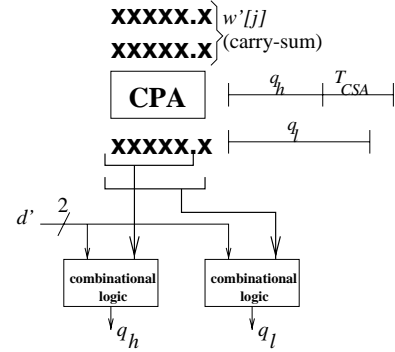 xxxxx.x w'[j]
xxxxx.x (carry-sum)
CPA q_h T_CSA
xxxxx.x q_l
d' 2
combinational logic combinational logic
q_h q_l